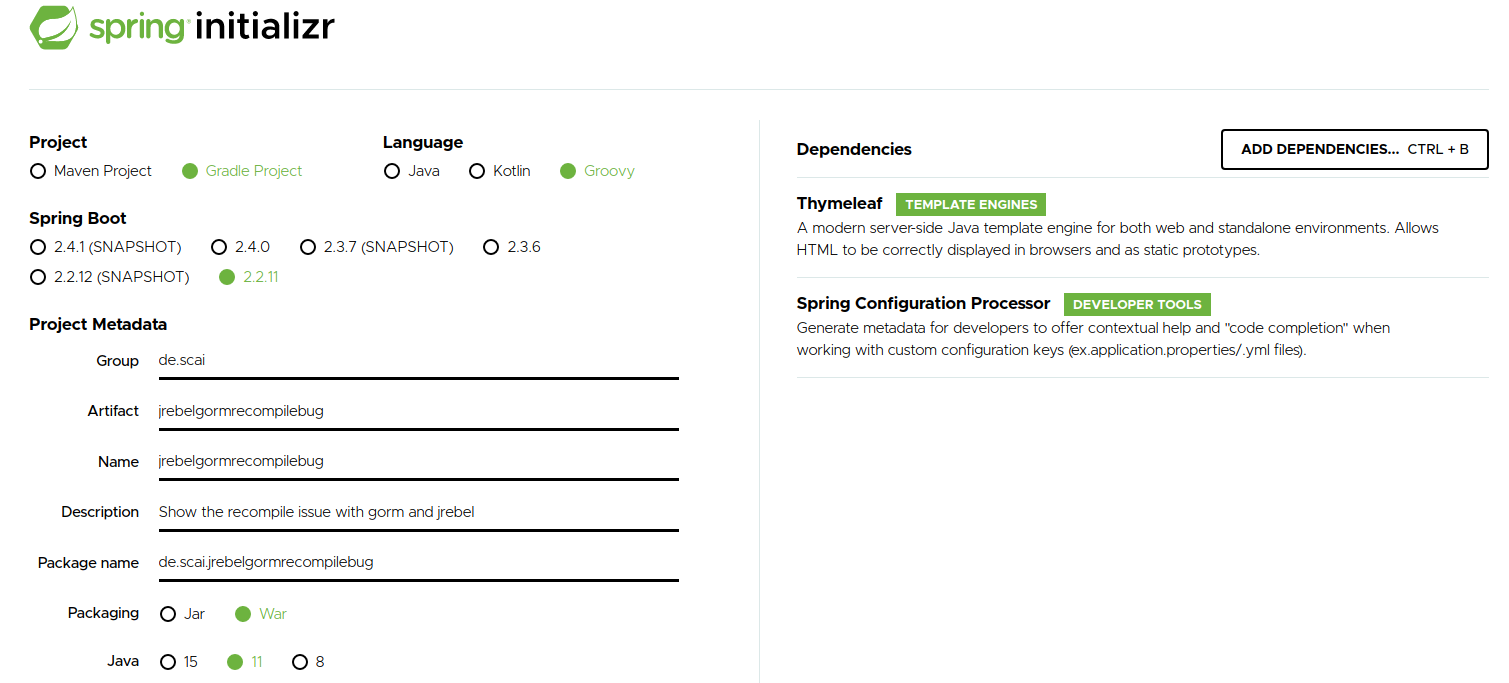 spring initializr
Project
Maven Project Gradle Project
Language
Java Kotlin Groovy
Spring Boot
2.4.1 (SNAPSHOT) 2.4.0 2.3.7 (SNAPSHOT) 2.3.6
2.2.12 (SNAPSHOT) 2.2.11
Project Metadata
Group de.scai
Artifact jrebelgormrecompilebug
Name jrebelgormrecompilebug
Description Show the recompile issue with gorm and jrebel
Package name de.scai.jrebelgormrecompilebug
Packaging Jar War
Java 15 11 8
Dependencies
ADD DEPENDENCIES... CTRL + B
Thymeleaf TEMPLATE ENGINES
A modern server-side Java template engine for both web and standalone environments. Allows
HTML to be correctly displayed in browsers and as static prototypes.
Spring Configuration Processor DEVELOPER TOOLS
Generate metadata for developers to offer contextual help and "code completion" when
working with custom configuration keys (ex.application.properties/.yml files).